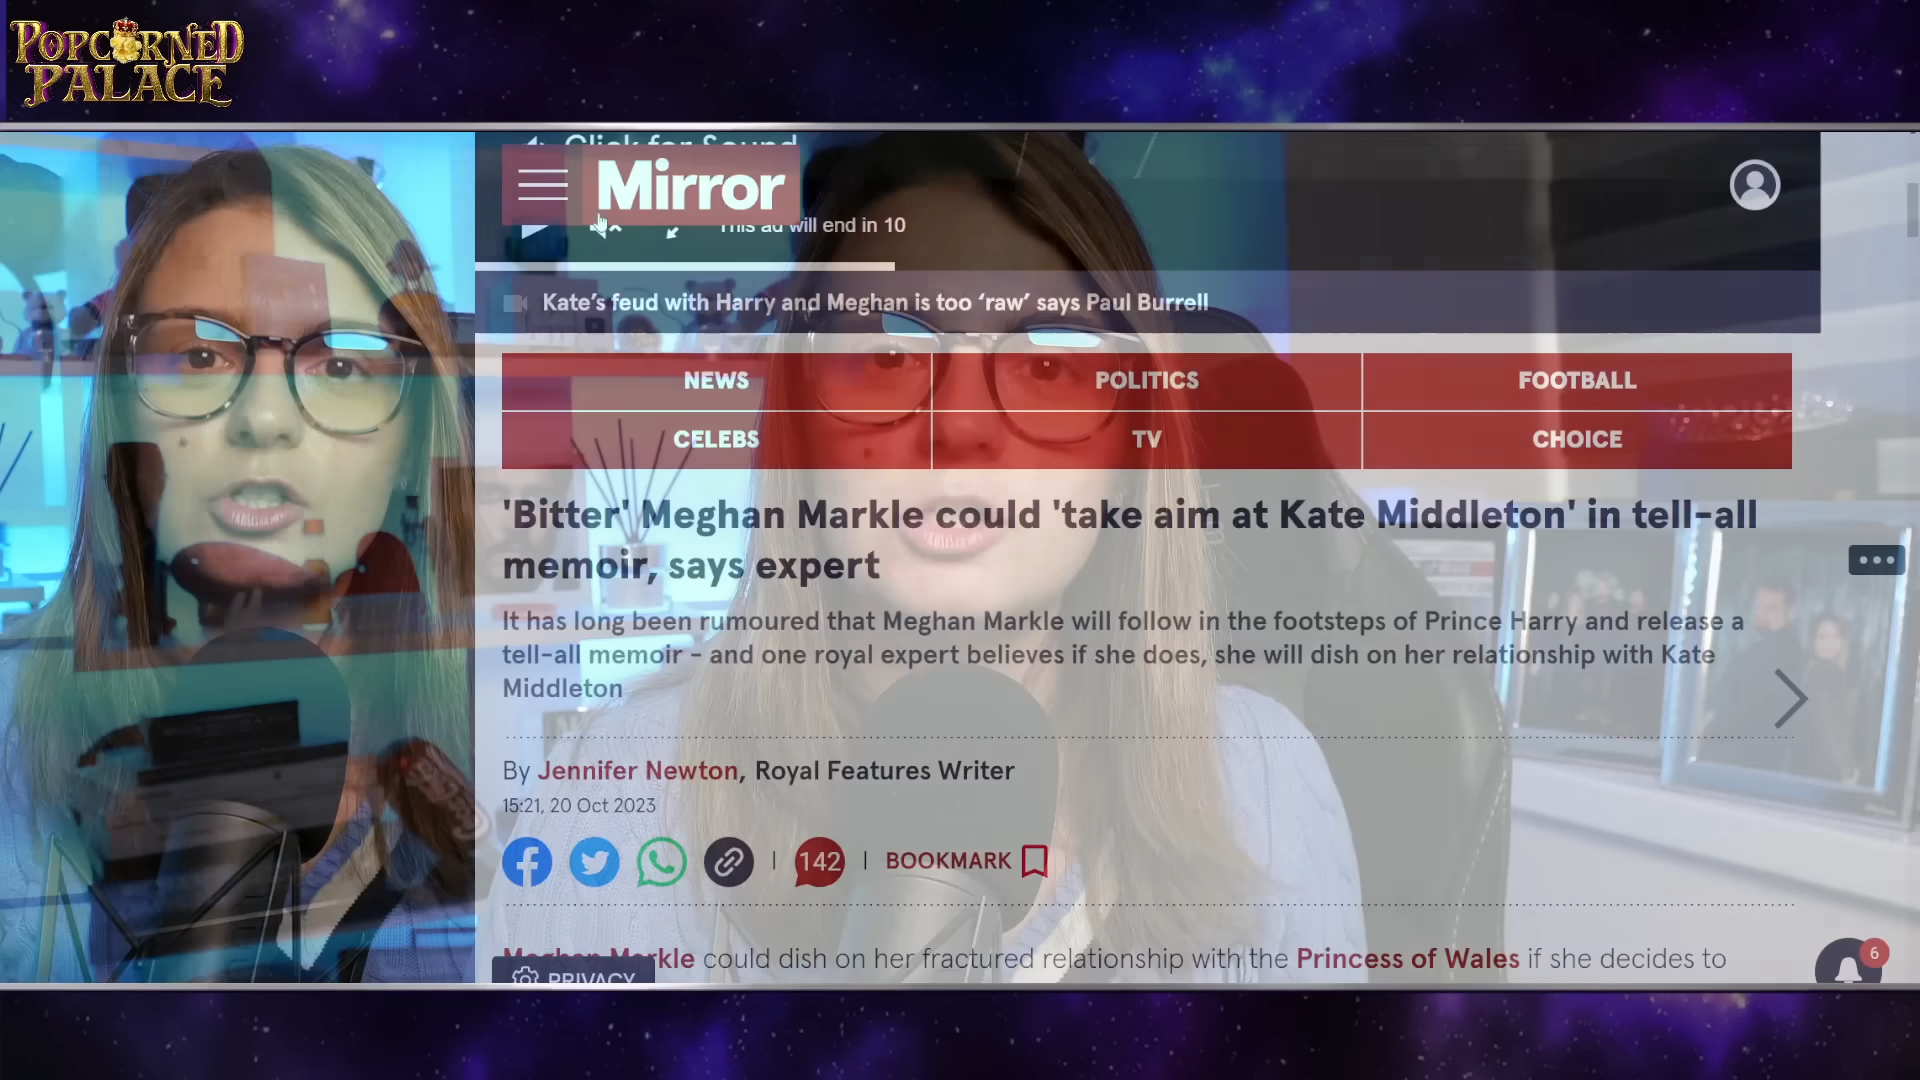 POPCORNED
PALACE
Click for Sound
Mirror
This ad will end in 10
Kate’s feud with Harry and Meghan is too ‘raw’ says Paul Burrell
NEWS
POLITICS
FOOTBALL
CELEBS
TV
CHOICE
'Bitter' Meghan Markle could 'take aim at Kate Middleton' in tell-all
memoir, says expert
It has long been rumoured that Meghan Markle will follow in the footsteps of Prince Harry and release a
tell-all memoir - and one royal expert believes if she does, she will dish on her relationship with Kate
Middleton
By Jennifer Newton, Royal Features Writer
15:21, 20 Oct 2023
142
BOOKMARK
Meghan Markle could dish on her fractured relationship with the Princess of Wales if she decides to
PRIVACY
6